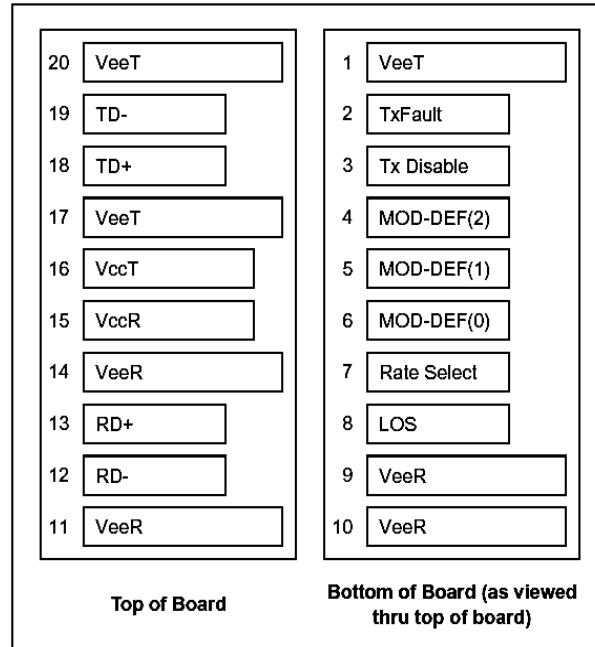 20 VeeT
19 TD-
18 TD+
17 VeeT
16 VccT
15 VccR
14 VeeR
13 RD+
12 RD-
11 VeeR
Top of Board
1 VeeT
2 TxFault
3 Tx Disable
4 MOD-DEF(2)
5 MOD-DEF(1)
6 MOD-DEF(0)
7 Rate Select
8 LOS
9 VeeR
10 VeeR
Bottom of Board (as viewed
thru top of board)